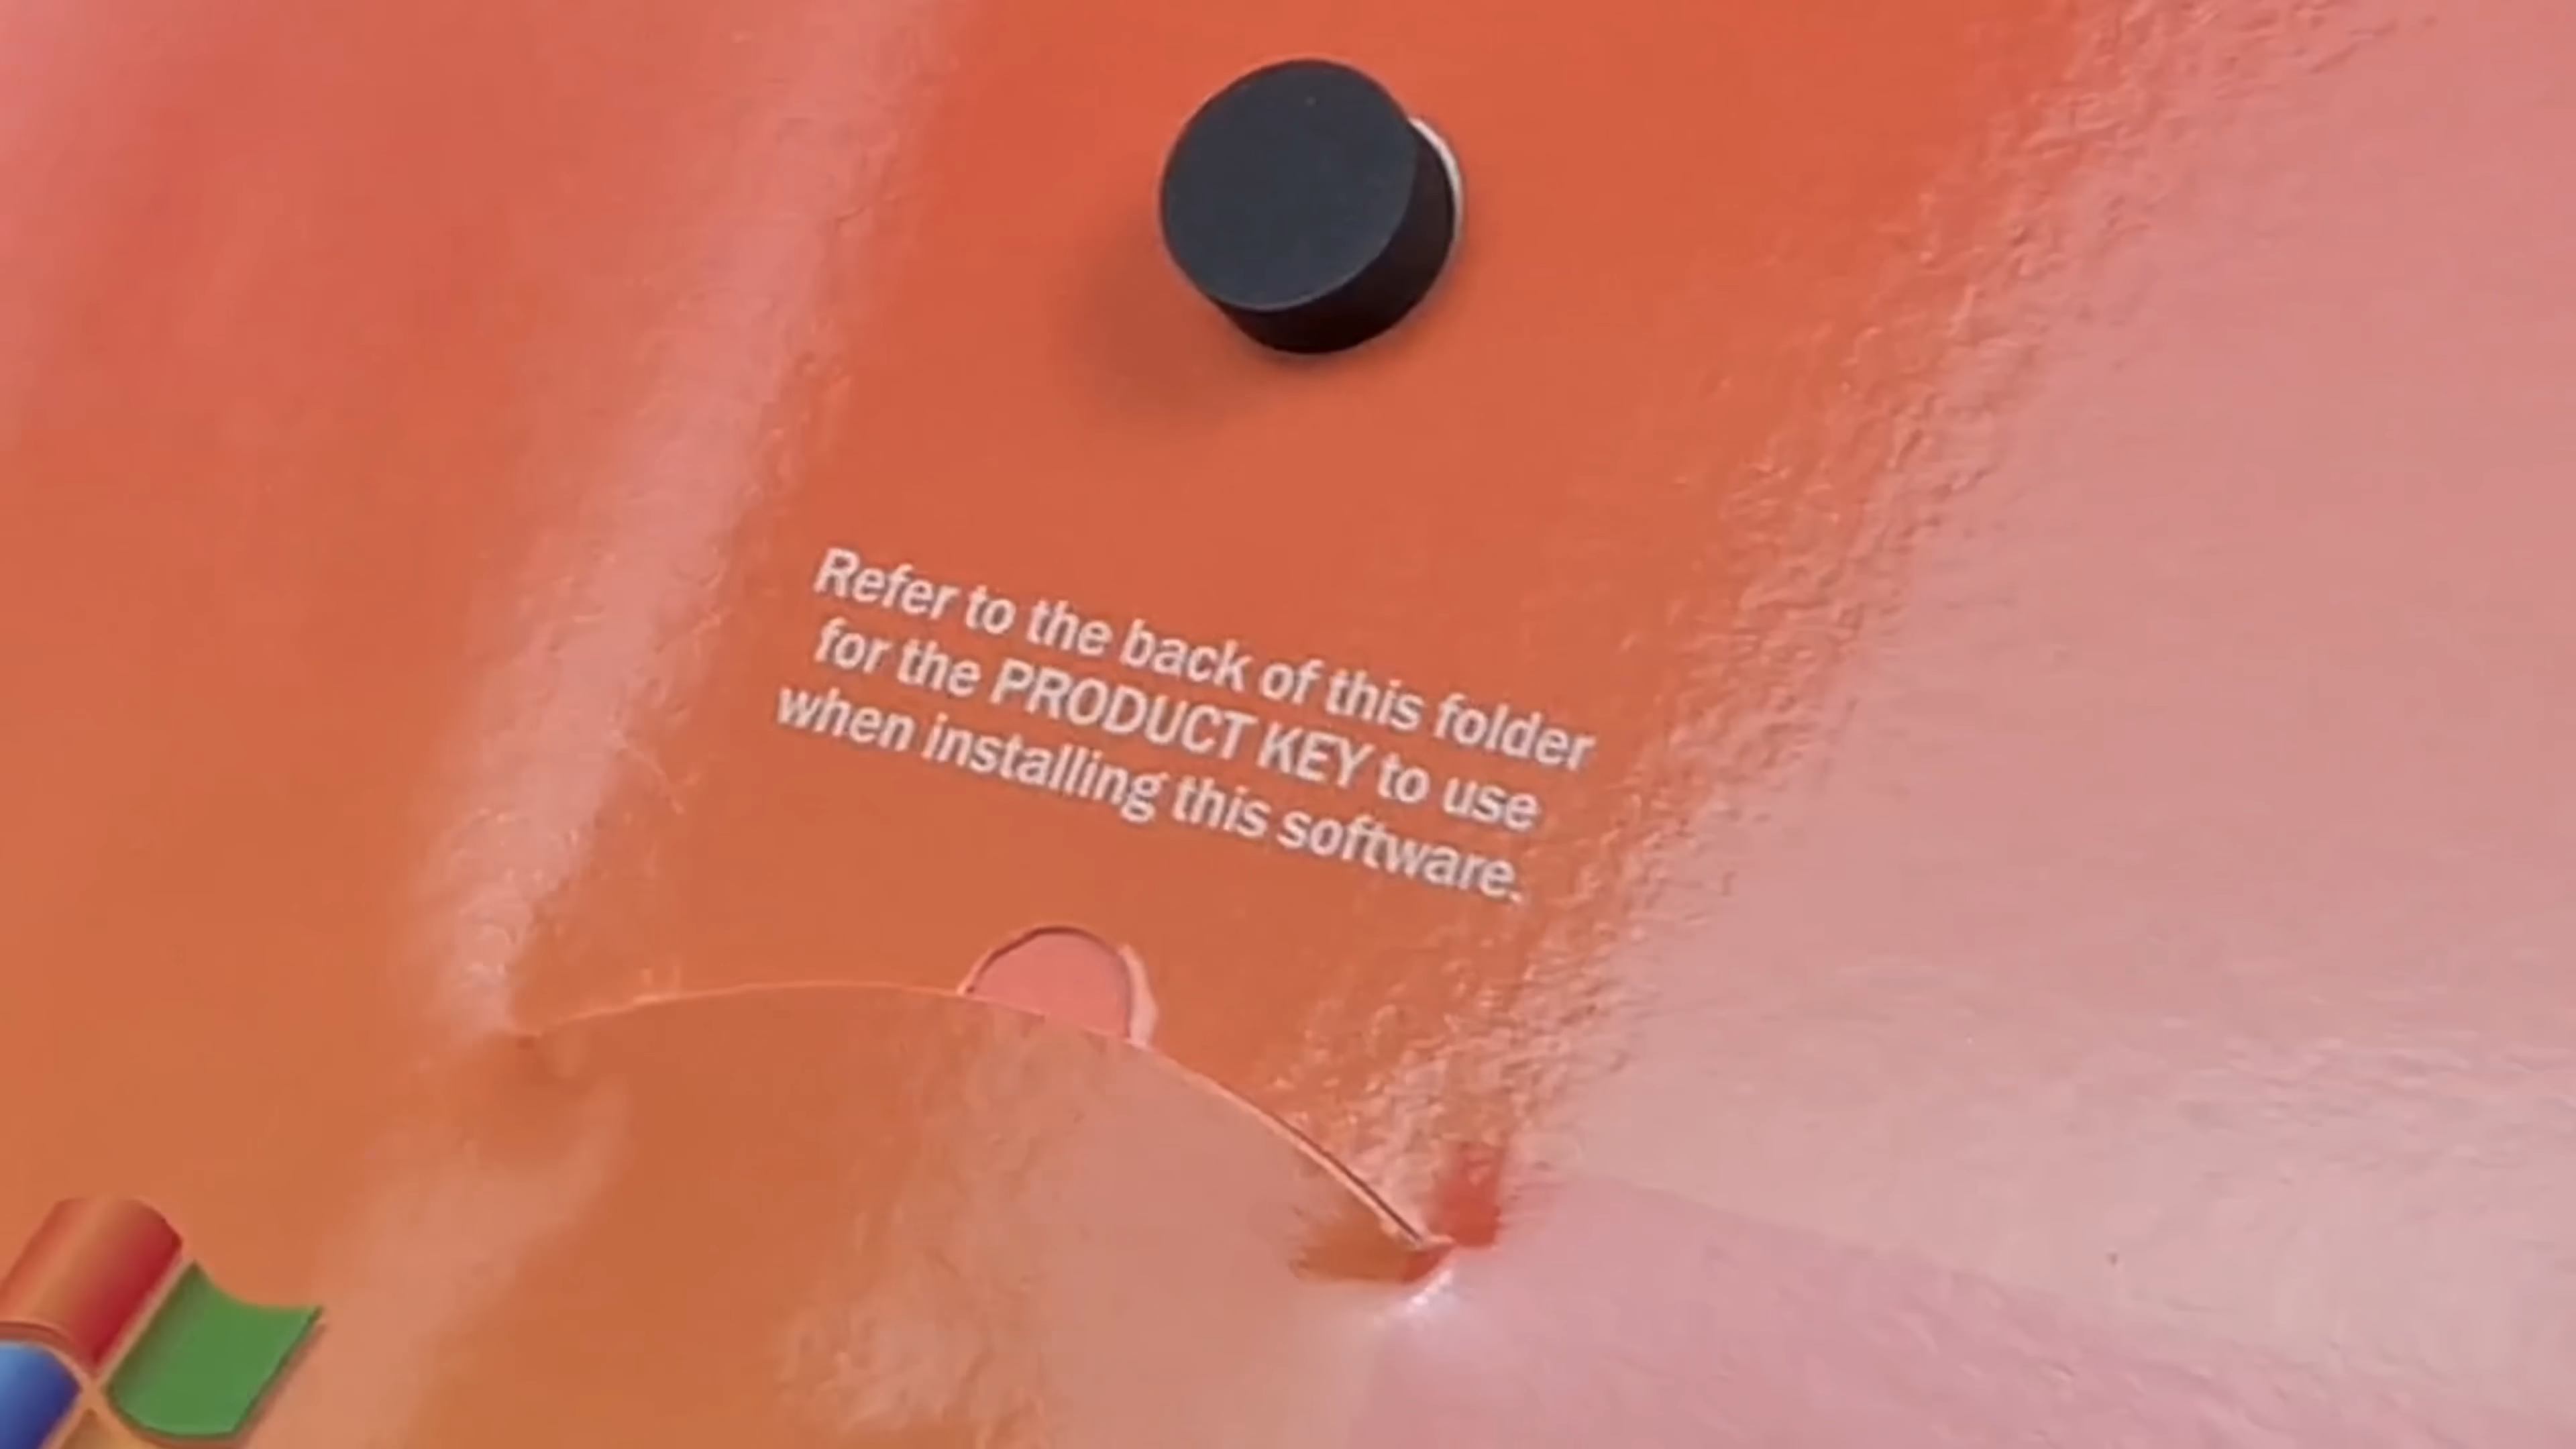 Refer to the back of this folder
for the PRODUCT KEY to use
when installing this software.